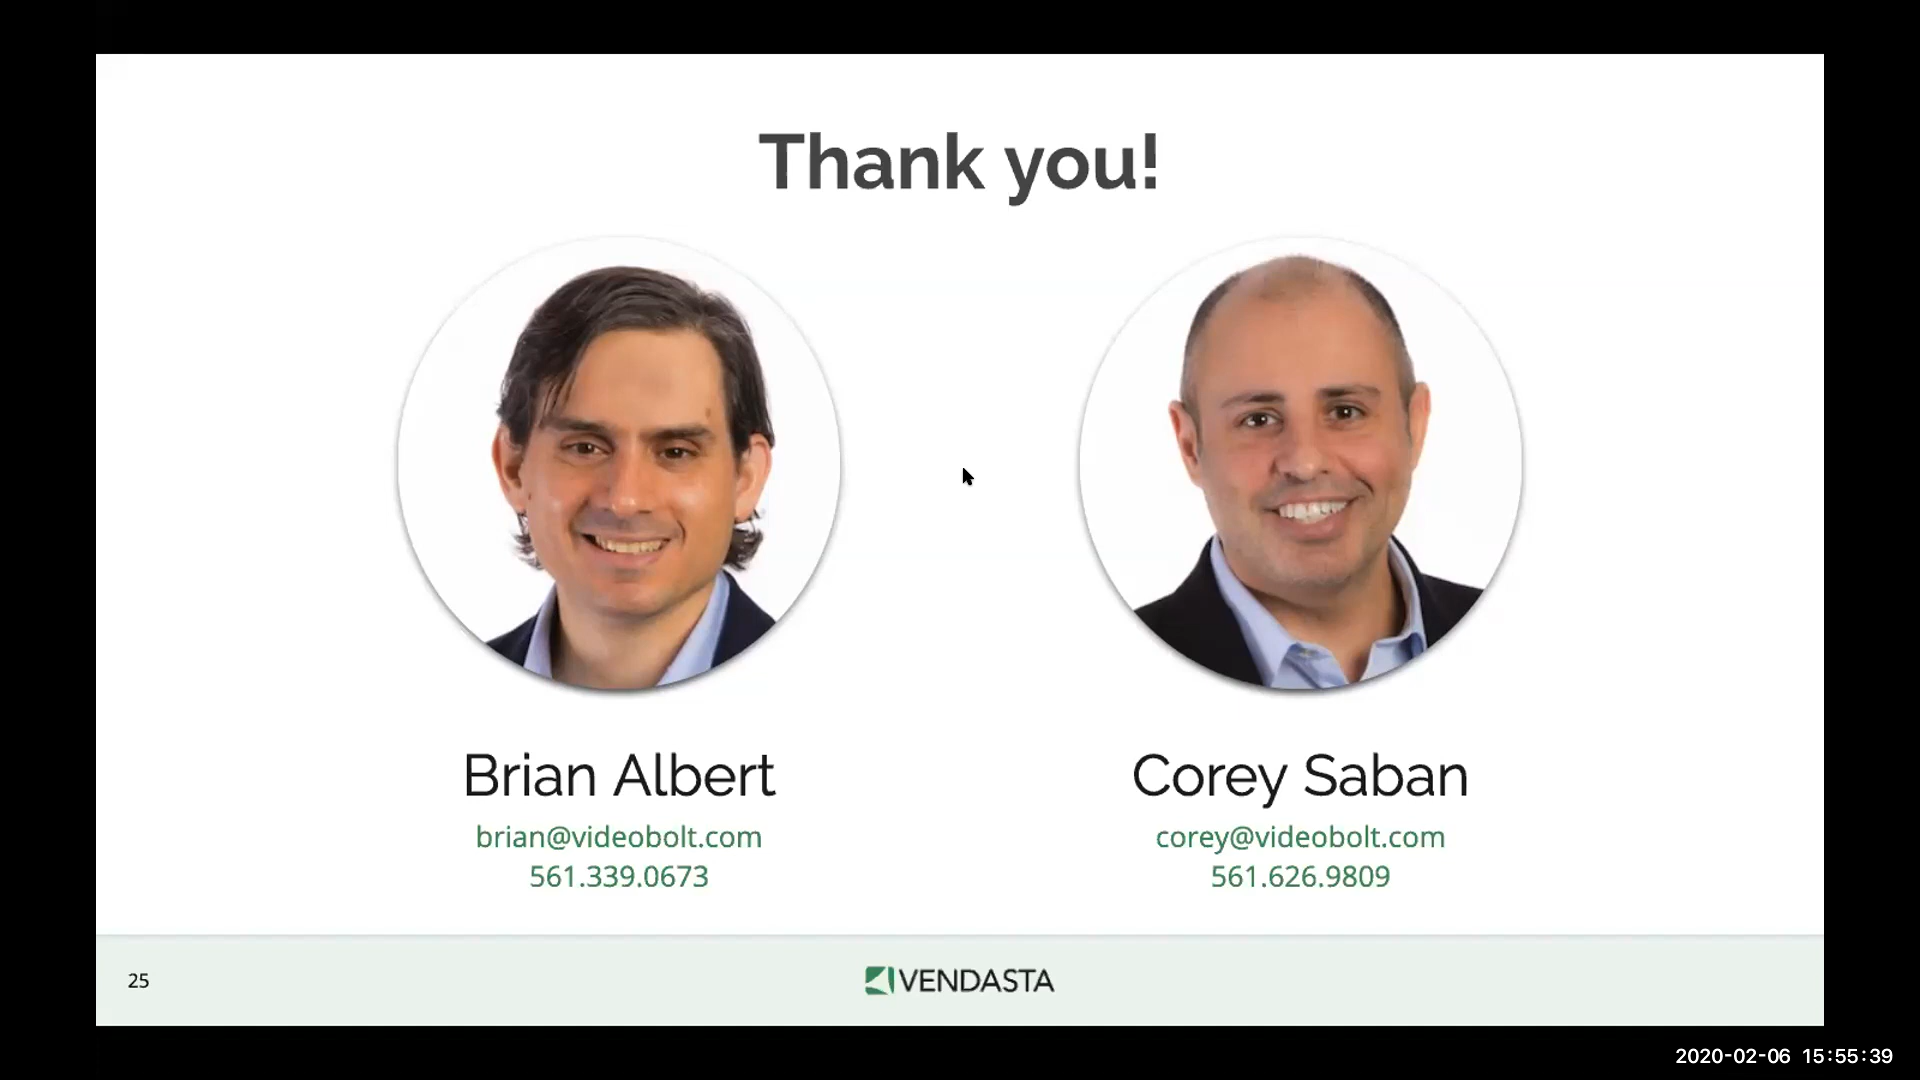 Thank you!
Brian Albert
brian@videobolt.com
561.339.0673
Corey Saban
corey@videobolt.com
561.626.9809
25
VENDASTA
2020-02-06 15:55:39